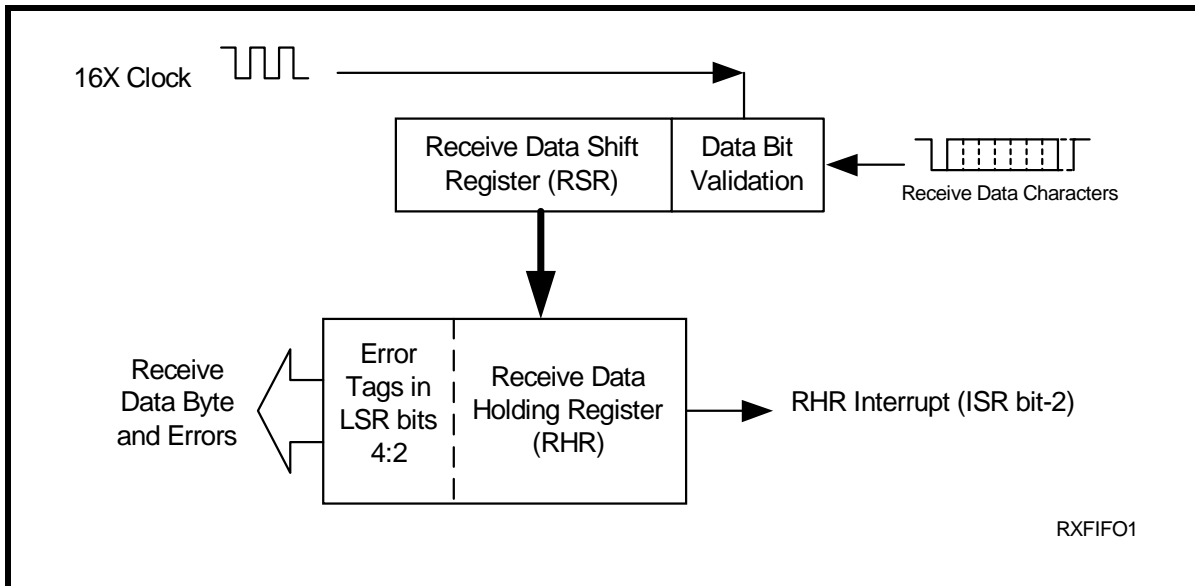 16X Clock
Receive Data Shift
Register (RSR)
Data Bit
Validation
Receive Data Characters
Receive
Data Byte
and Errors
Error
Tags in
LSR bits
4:2
Receive Data
Holding Register
(RHR)
RHR Interrupt (ISR bit-2)
RXFIFO1